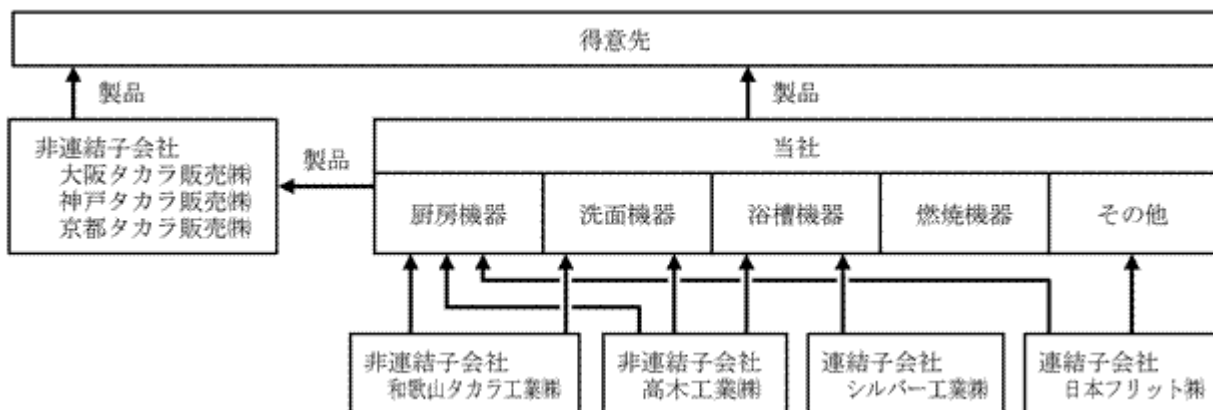 得意先
製品
製品
非連結子会社
大阪タカラ販売㈱
神戸タカラ販売㈱
京都タカラ販売㈱
製品
当社
厨房機器
洗面機器
浴槽機器
燃焼機器
その他
非連結子会社
和歌山タカラ工業㈱
非連結子会社
高木工業㈱
連結子会社
シルバー工業㈱
連結子会社
日本フリット㈱